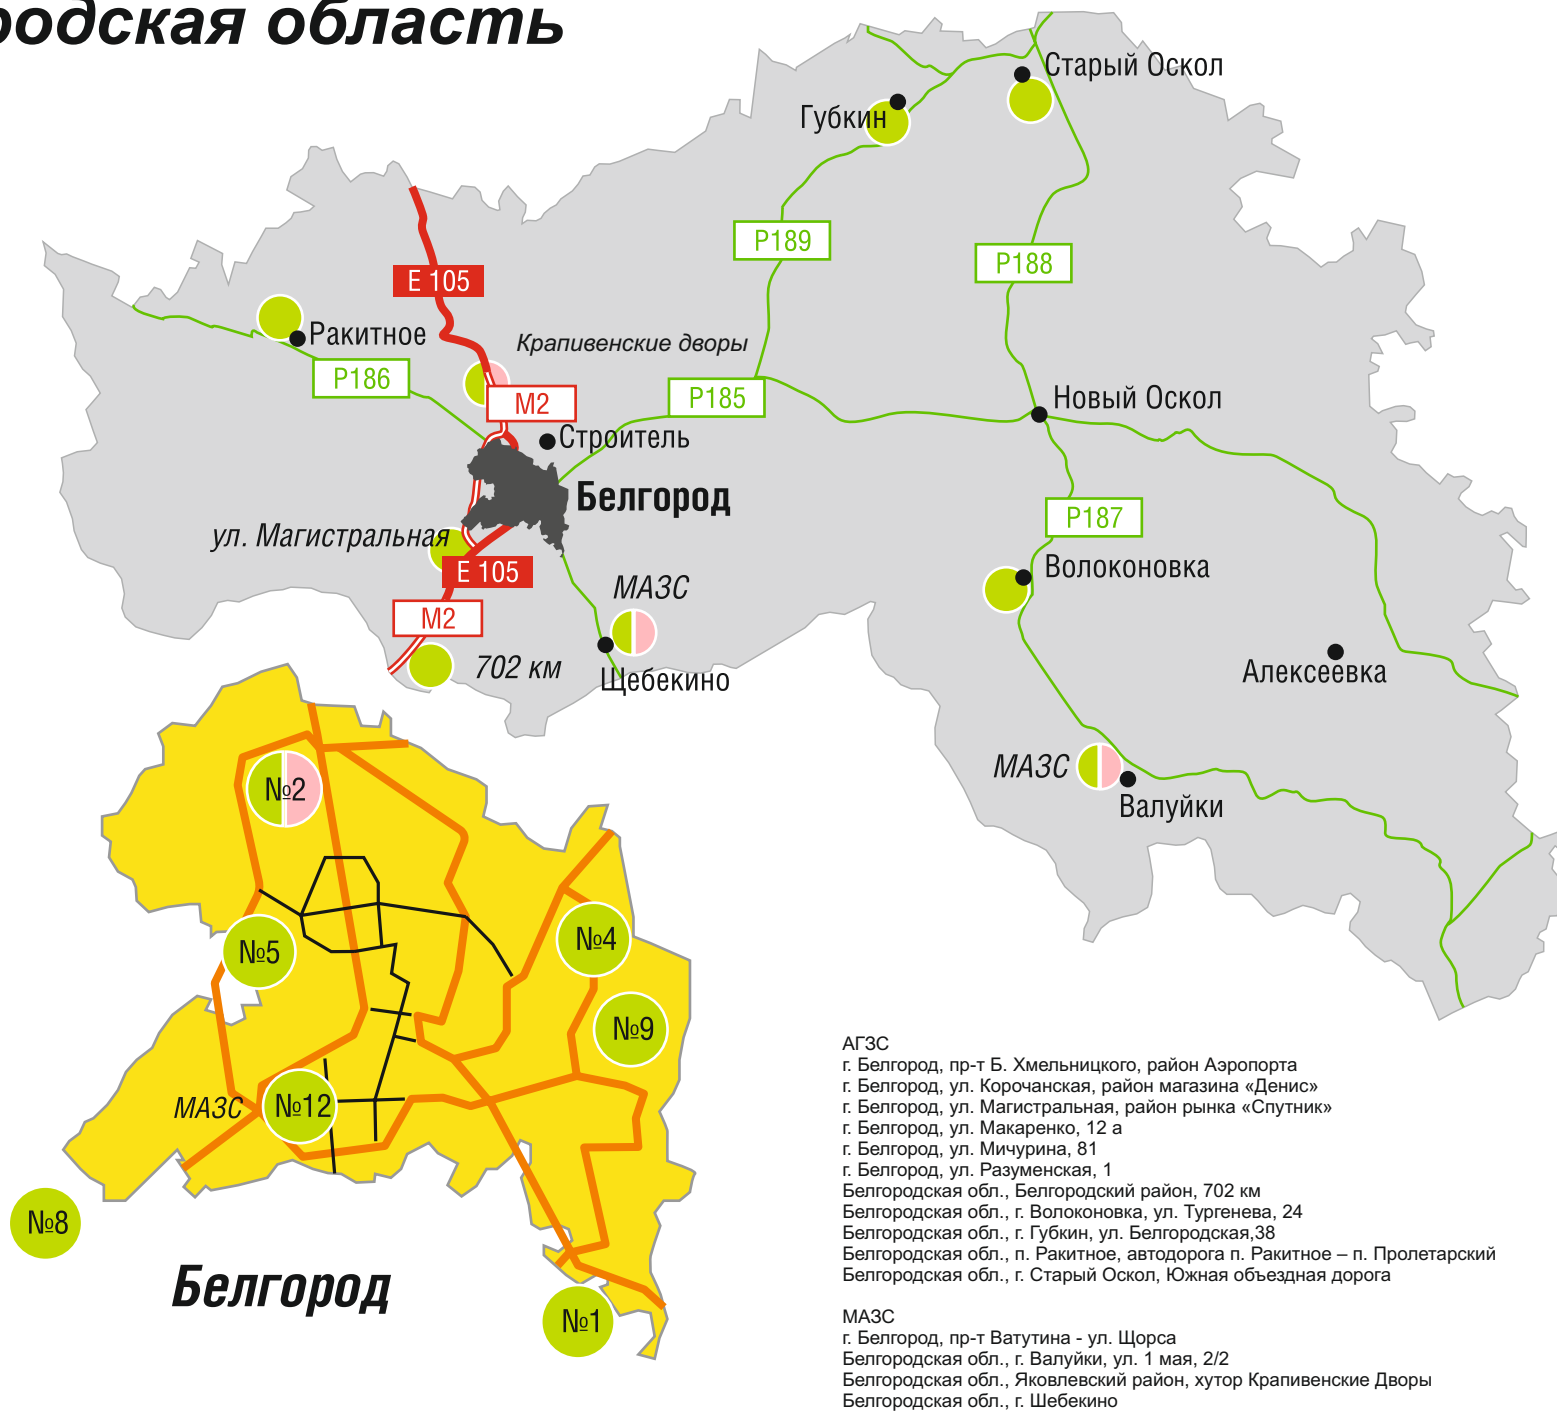 родская область
Старый Оскол
Губкин
Р189
Р188
Е 105
Ракитное
Крапивенские дворы
Р186
М2
Р185
Новый Оскол
Строитель
Белгород
Р187
ул. Магистральная
Е 105
МАЗС
Волоконовка
М2
702 км
Щебекино
Алексеевка
МАЗС
Валуйки
№2
№5
№4
№9
МАЗС
№12
№8
Белгород
№1
АГЗС
г. Белгород, пр-т Б. Хмельницкого, район Аэропорта
г. Белгород, ул. Корочанская, район магазина «Денис»
г. Белгород, ул. Магистральная, район рынка «Спутник»
г. Белгород, ул. Макаренко, 12 а
г. Белгород, ул. Мичурина, 81
г. Белгород, ул. Разуменская, 1
Белгородская обл., Белгородский район, 702 км
Белгородская обл., г. Волоконовка, ул. Тургенева, 24
Белгородская обл., г. Губкин, ул. Белгородская,38
Белгородская обл., п. Ракитное, автодорога п. Ракитное – п. Пролетарский
Белгородская обл., г. Старый Оскол, Южная объездная дорога
МАЗС
г. Белгород, пр-т Ватутина - ул. Щорса
Белгородская обл., г. Валуйки, ул. 1 мая, 2/2
Белгородская обл., Яковлевский район, хутор Крапивенские Дворы
Белгородская обл., г. Шебекино